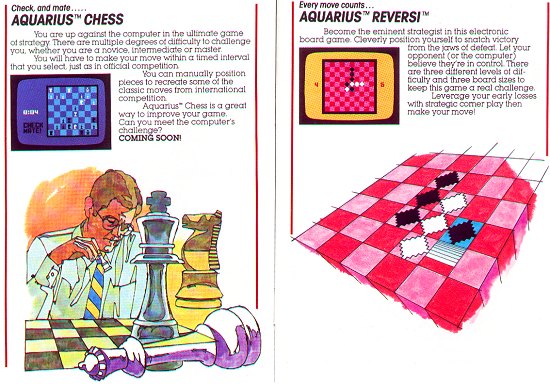 Check, and mate.....
AQUARIUS™ CHESS
You are up against the computer in the ultimate game
of strategy. There are multiple degrees of difficulty to challenge
you, whether you are a novice, intermediate or master.
You will have to make your move within a timed interval
that you select, just as in official competition.
You can manually position
pieces to recreate some of the
classic moves from international
competition.
Aquarius™ Chess is a great
way to improve your game.
Can you meet the computer's
challenge?
COMING SOON!
0:04
CHECK
MATE!
Every move counts...
AQUARIUS™ REVERSI™
Become the eminent strategist in this electronic
board game. Cleverly position yourself to snatch victory
from the jaws of defeat. Let your
opponent (or the computer)
believe they're in control. There
are three different levels of dif-
ficulty and three board sizes to
keep this game a real challenge.
Leverage your early losses
with strategic corner play then
make your move!
4